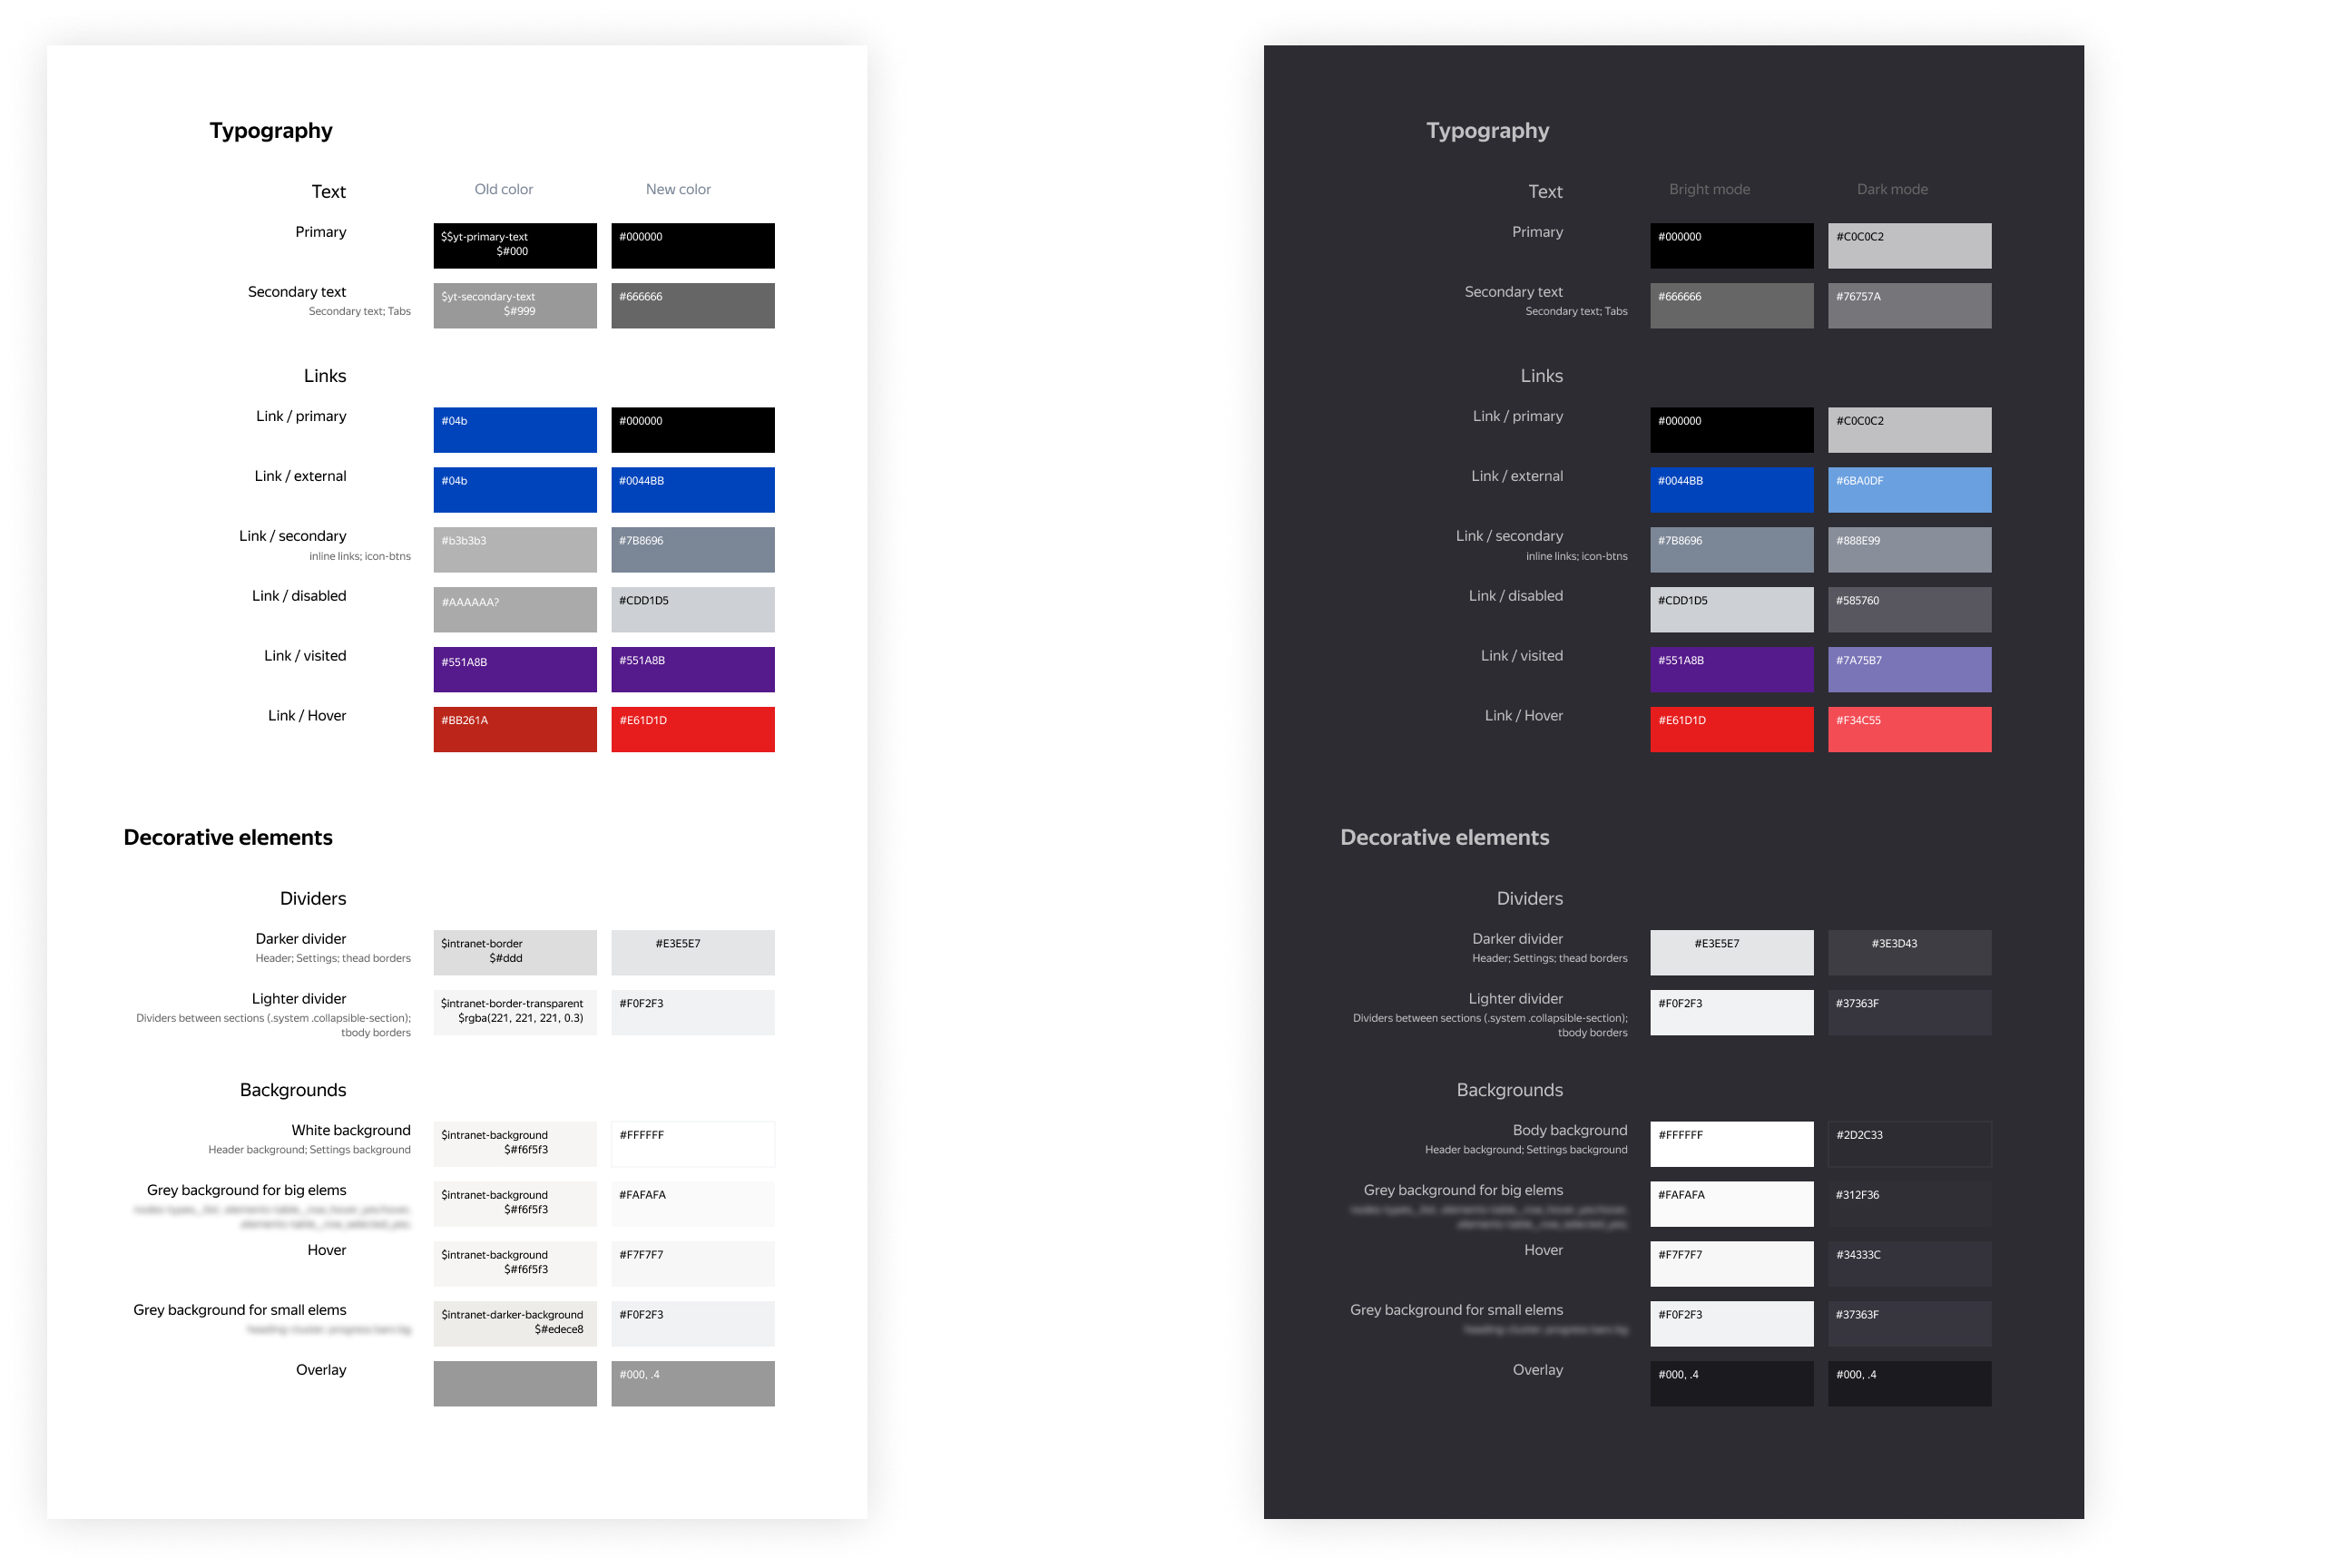 Typography
Text Old color New color
Primary $$yt-primary-text #000000
$#000
Secondary text $yt-secondary-text #666666
Secondary text; Tabs $#999
Links
Link / primary #04b #000000
Link / external #04b #0044BB
Link / secondary #b3b3b3 #7B8696
inline links; icon-btns
Link / disabled #AAAAAA? #CDD1D5
Link / visited #551A8B #551A8B
Link / Hover #BB261A #E61D1D
Decorative elements
Dividers
Darker divider $intranet-border #E3E5E7
Header; Settings; thead borders $#ddd
Lighter divider $intranet-border-transparent #F0F2F3
Dividers between sections (.system .collapsible-section); $rgba(221, 221, 221, 0.3)
tbody borders
Backgrounds
White background $intranet-background #FFFFFF
Header background; Settings background $#f6f5f3
Grey background for big elems $intranet-background #FAFAFA
$#f6f5f3
Hover $intranet-background #F7F7F7
$#f6f5f3
Grey background for small elems $intranet-darker-background #F0F2F3
$#edece8
Overlay #000, .4
Typography
Text Bright mode Dark mode
Primary #000000 #C0C0C2
Secondary text #666666 #76757A
Secondary text; Tabs
Links
Link / primary #000000 #C0C0C2
Link / external #0044BB #6BA0DF
Link / secondary #7B8696 #888E99
inline links; icon-btns
Link / disabled #CDD1D5 #585760
Link / visited #551A8B #7A75B7
Link / Hover #E61D1D #F34C55
Decorative elements
Dividers
Darker divider #E3E5E7 #3E3D43
Header; Settings; thead borders
Lighter divider #F0F2F3 #37363F
Dividers between sections (.system .collapsible-section);
tbody borders
Backgrounds
Body background #FFFFFF #2D2C33
Header background; Settings background
Grey background for big elems #FAFAFA #312F36
Hover #F7F7F7 #34333C
Grey background for small elems #F0F2F3 #37363F
Overlay #000, .4 #000, .4